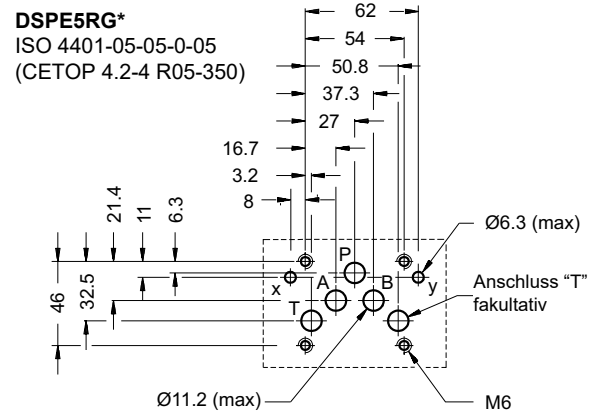 DSPE5RG*
ISO 4401-05-05-0-05
(CETOP 4.2-4 R05-350)
62
54
50.8
37.3
27
16.7
3.2
8
21.4
11
6.3
46
32.5
Ø6.3 (max)
P
x
A
B
y
T
Anschluss “T”
fakultativ
Ø11.2 (max)
M6